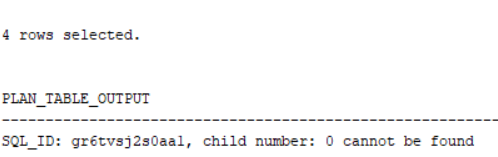 4 rows selected.
PLAN_TABLE_OUTPUT
--------------------------------------------------------------
SQL_ID: gr6tvsj2s0aa1, child number: 0 cannot be found